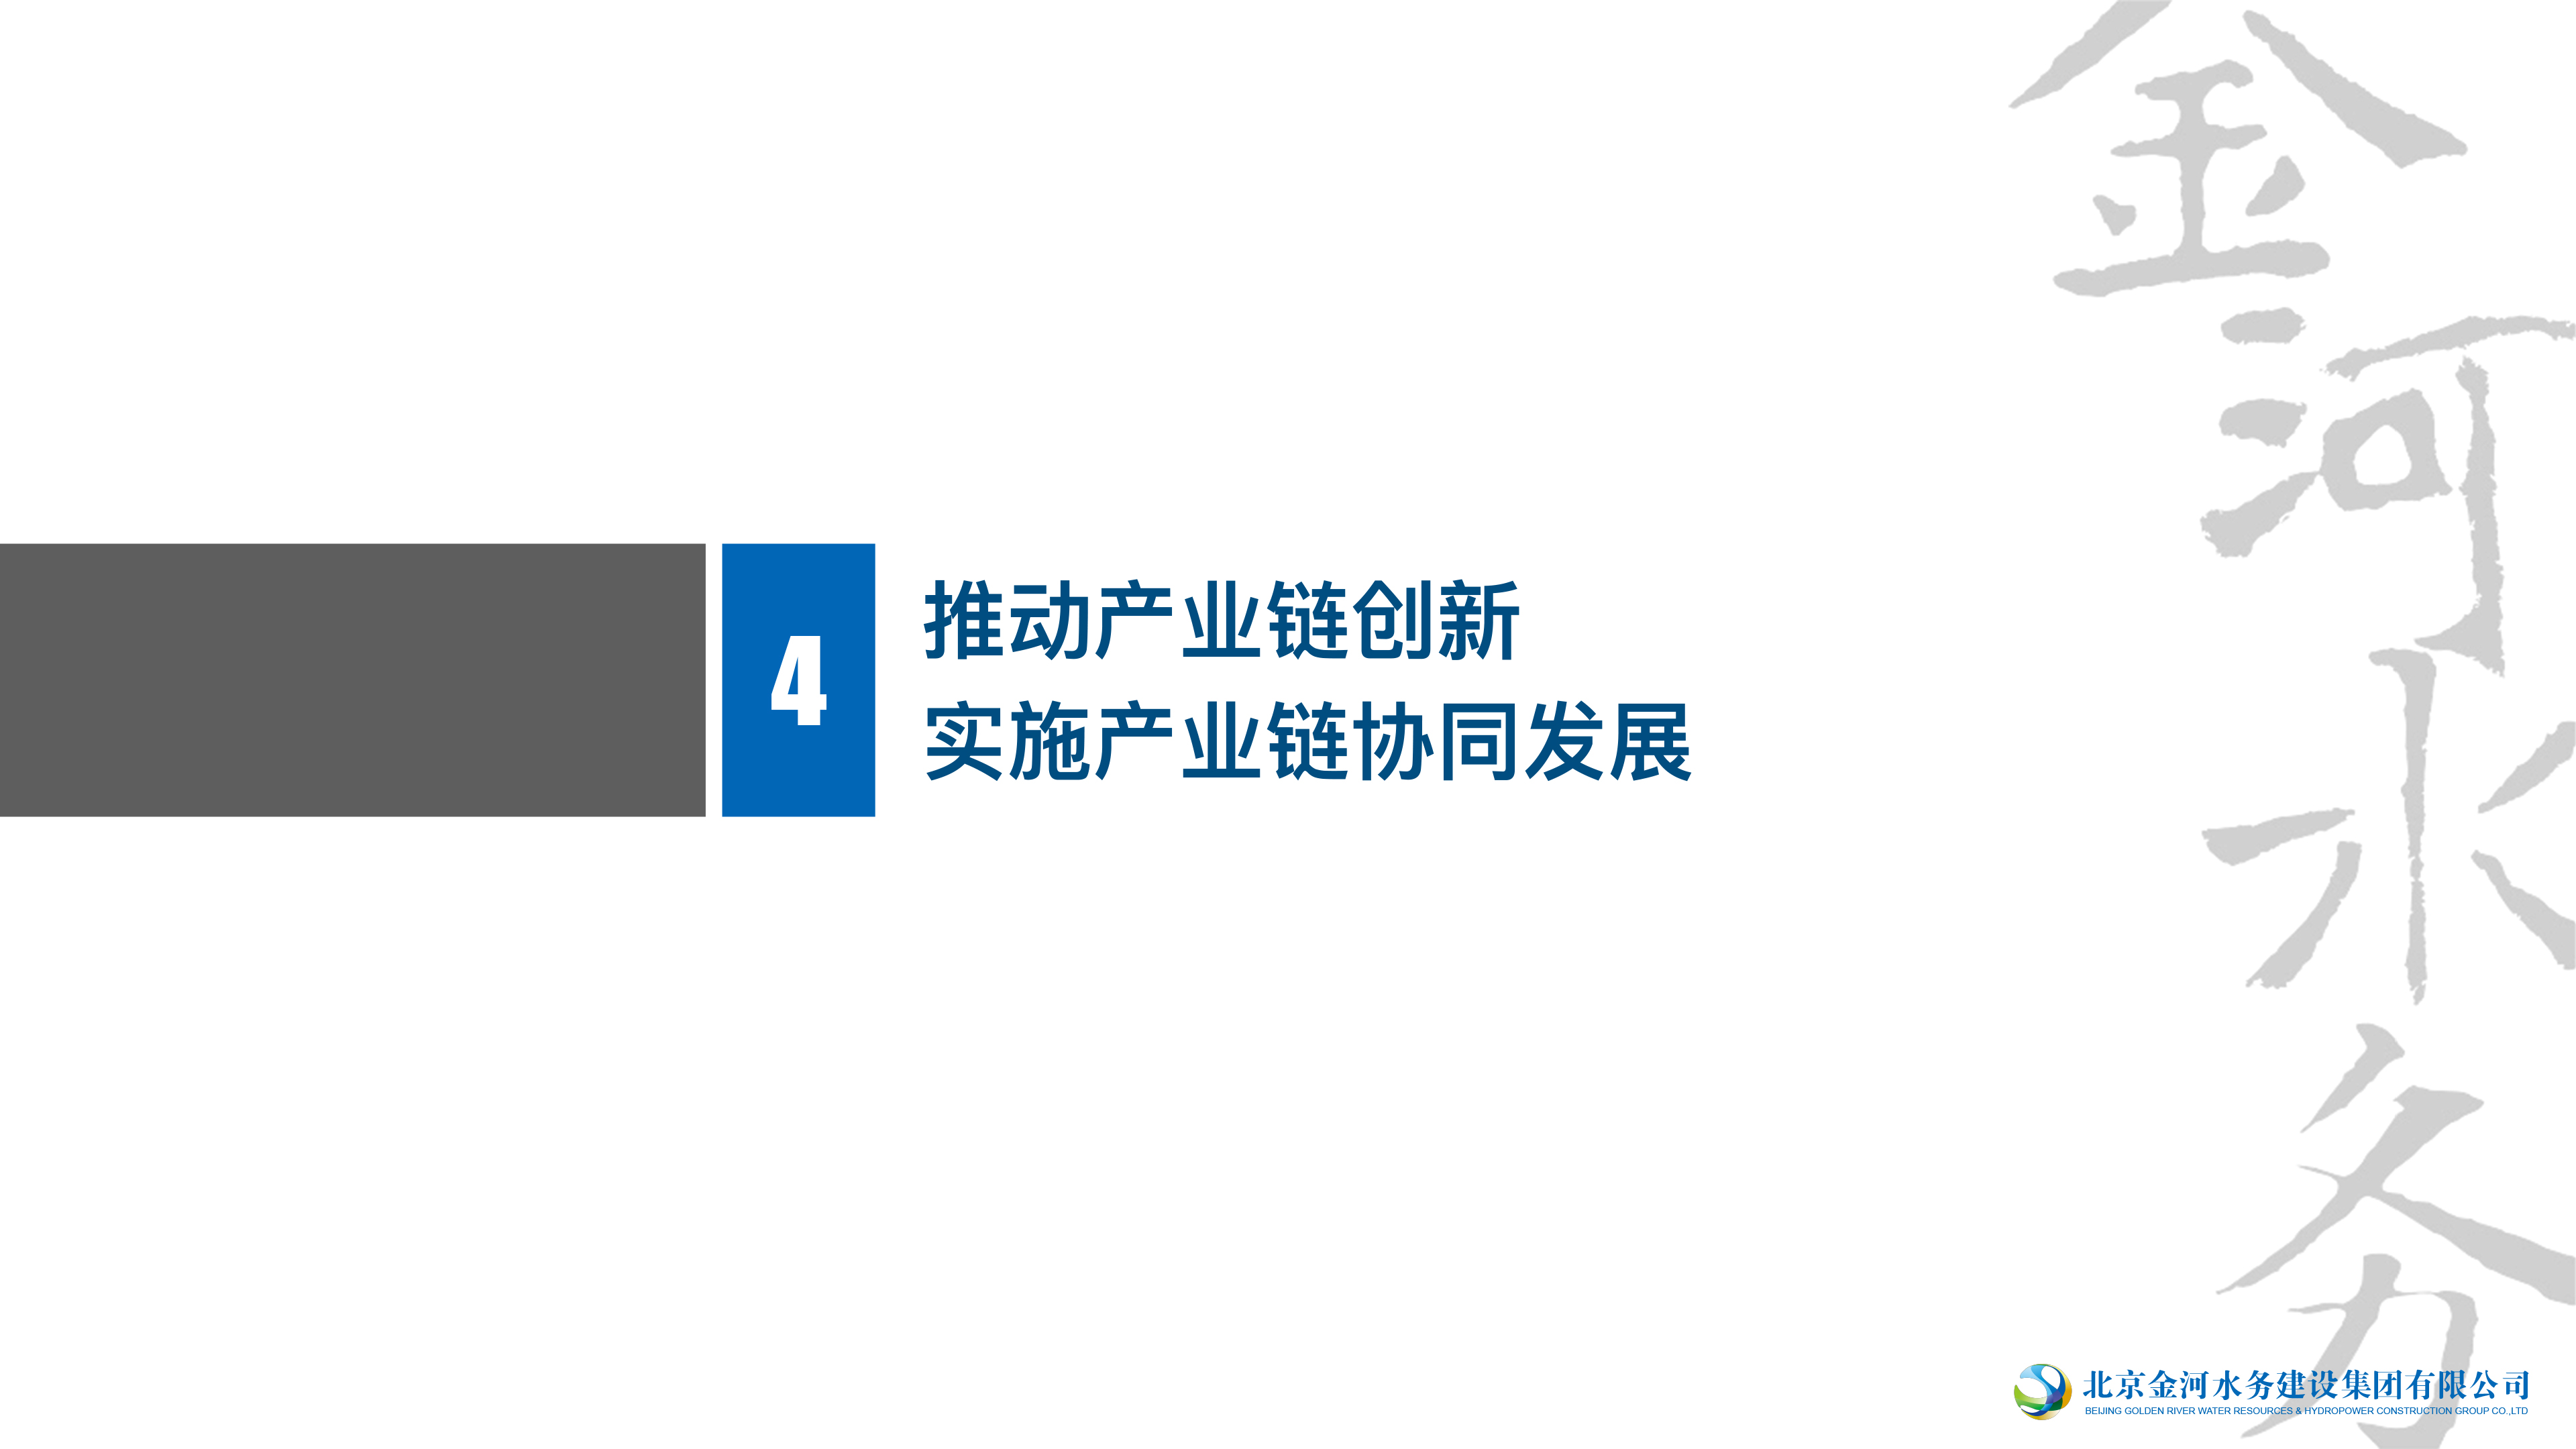 4
推动产业链创新
实施产业链协同发展
金河水务
北京金河水务建设集团有限公司
BEIJING GOLDEN RIVER WATER RESOURCES & HYDROPOWER CONSTRUCTION GROUP CO.,LTD